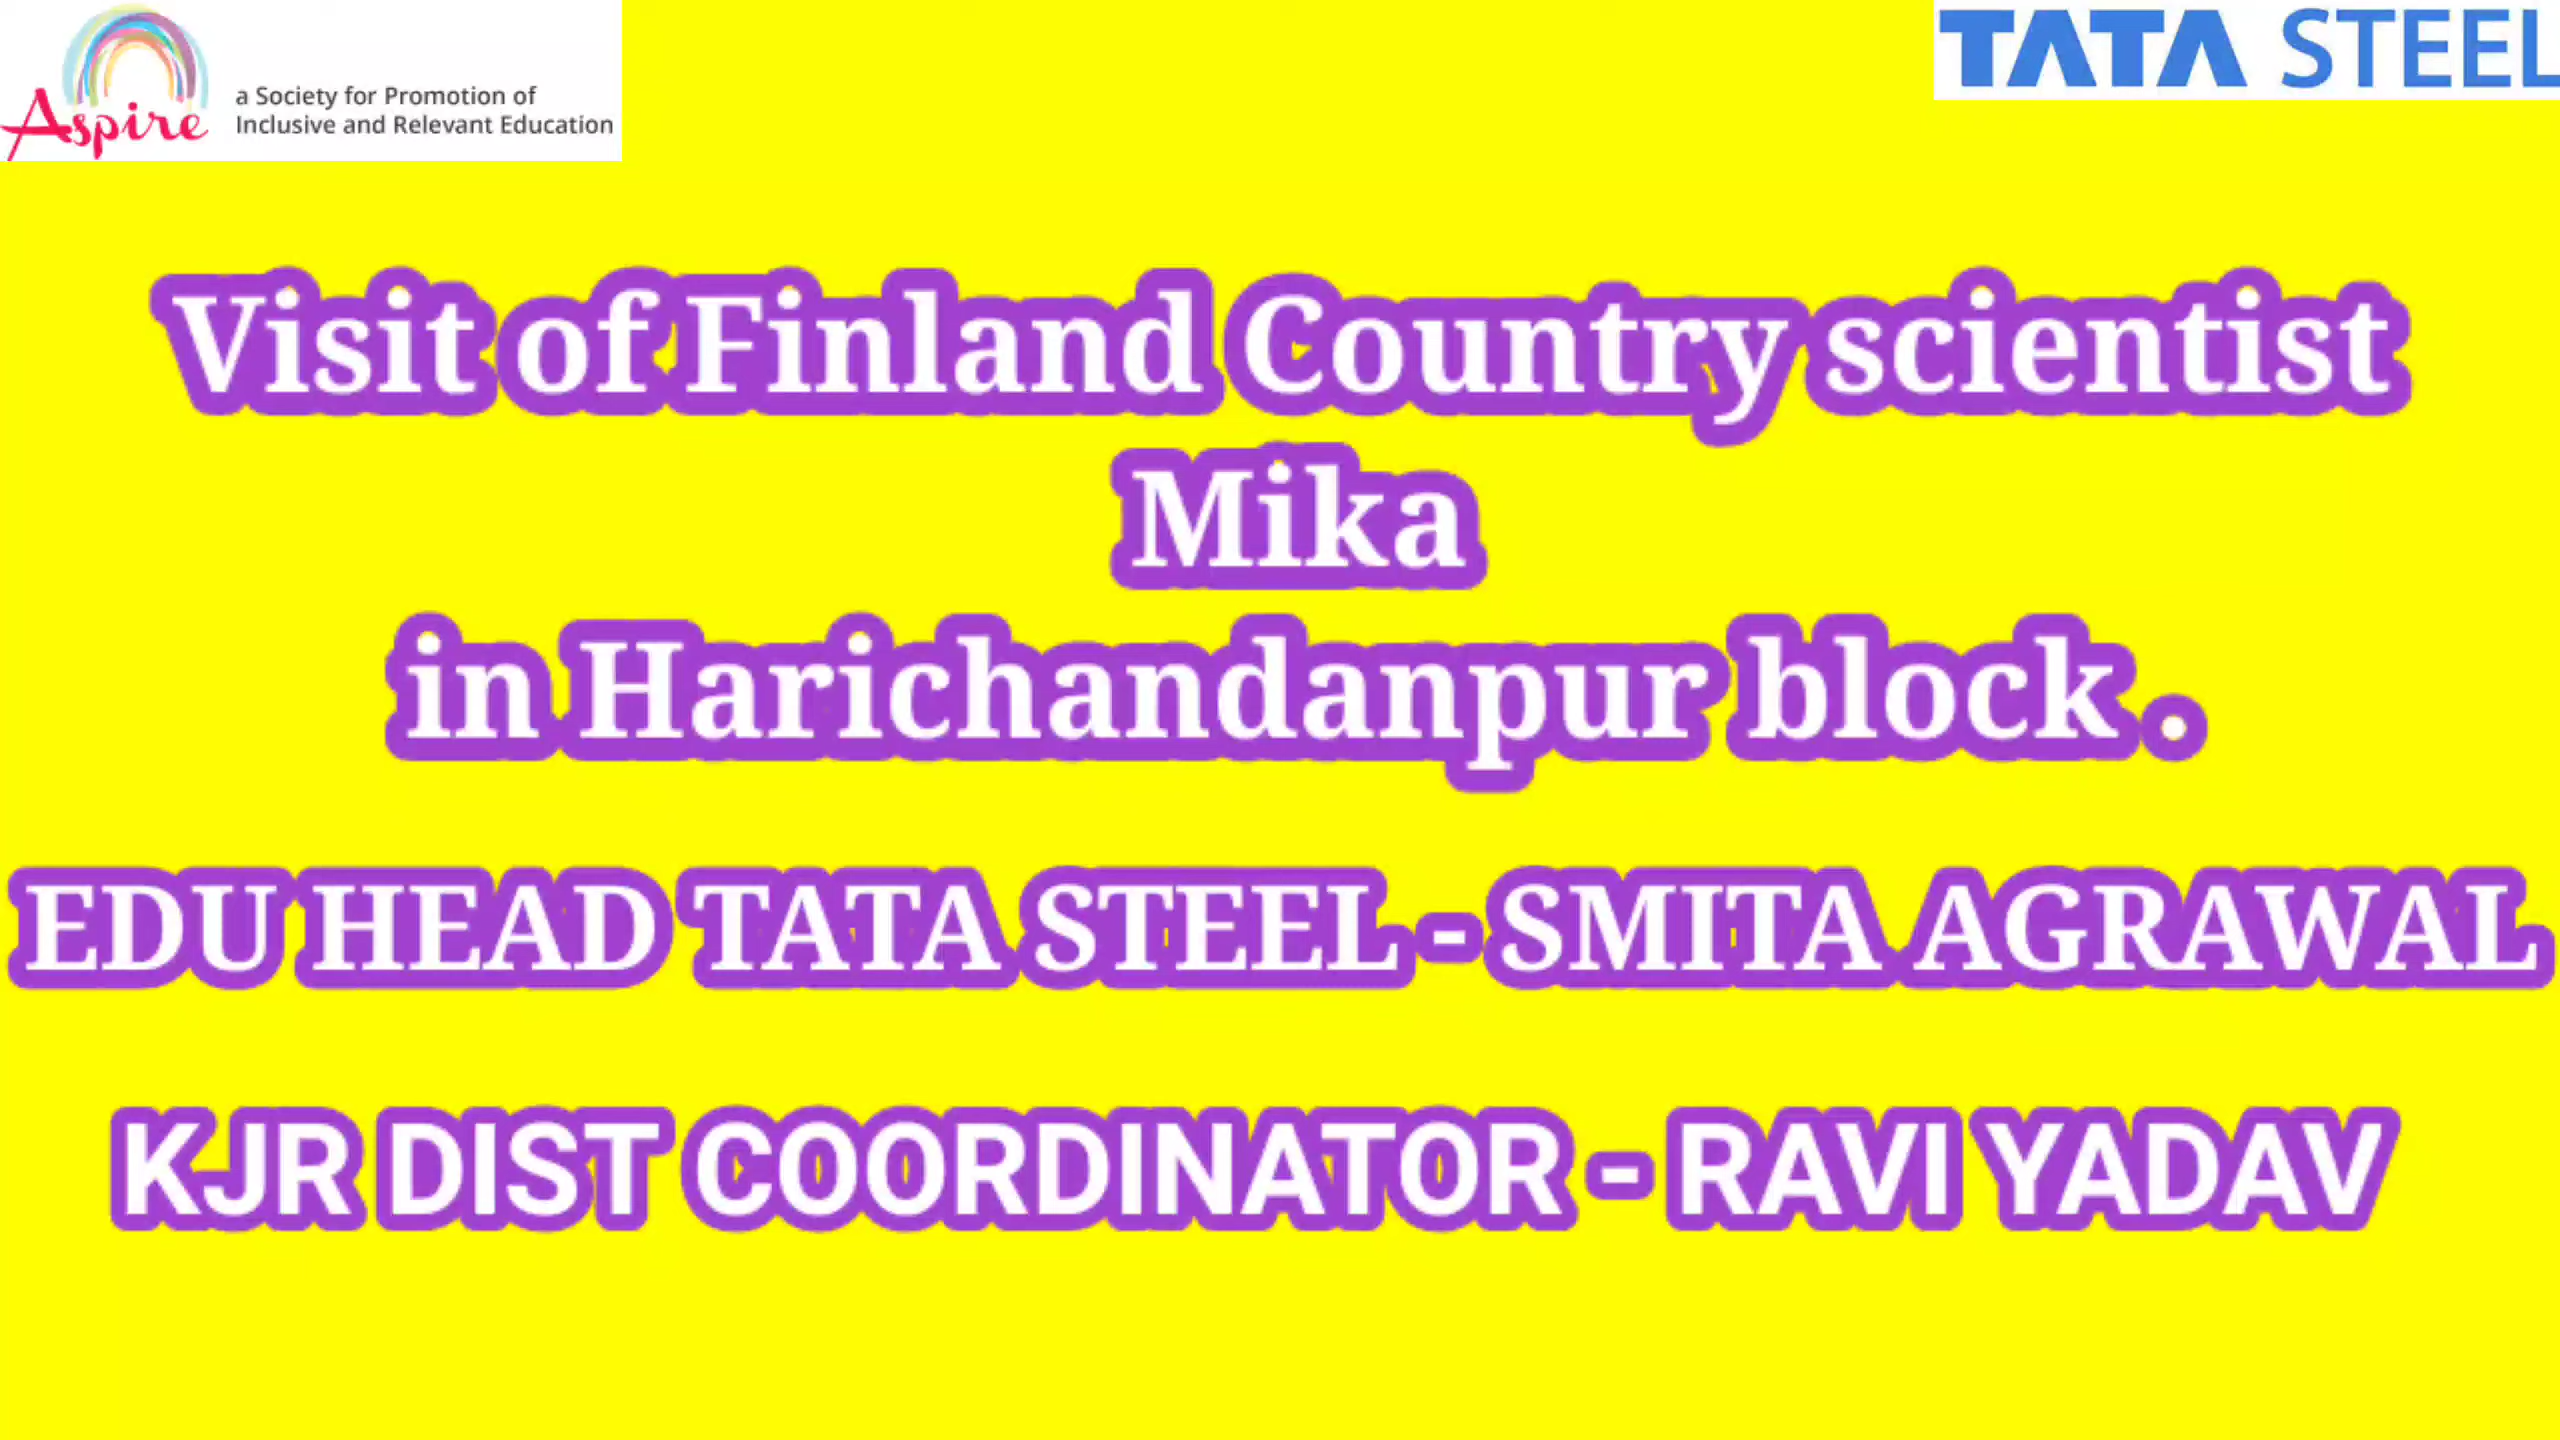 Aspire
a Society for Promotion of
Inclusive and Relevant Education
TATA STEEL
Visit of Finland Country scientist
Mika
in Harichandanpur block .
EDU HEAD TATA STEEL - SMITA AGRAWAL
KJR DIST COORDINATOR - RAVI YADAV